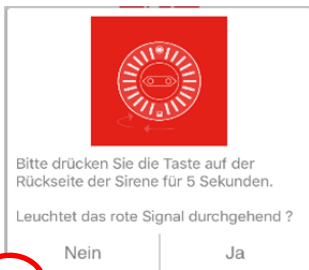 Bitte drücken Sie die Taste auf der
Rückseite der Sirene für 5 Sekunden.
Leuchtet das rote Signal durchgehend ?
Nein
Ja